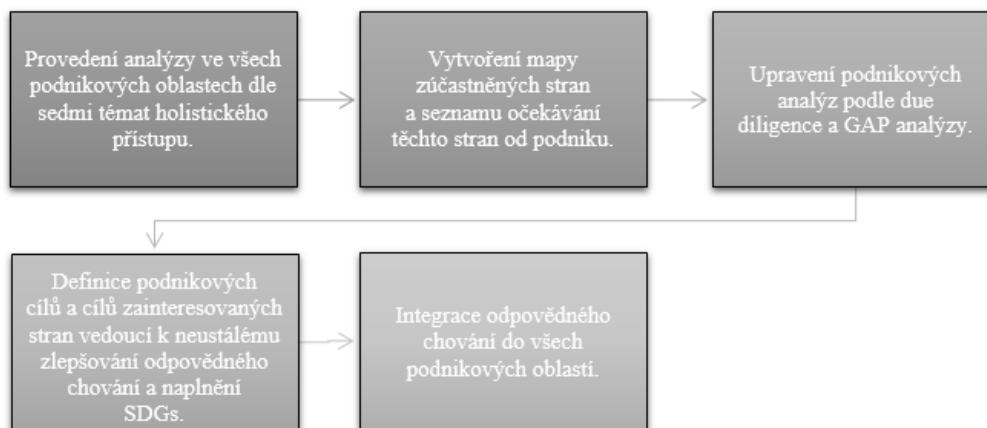 Provedení analýzy ve všech
podnikových oblastech dle
sedmi témat holistického
přístupu.
Vytvoření mapy
zúčastněných stran
a seznamu očekávání
těchto stran od podniku.
Upravení podnikových
analýz podle due
diligence a GAP analýzy.
Definice podnikových
cílů a cílů zainteresovaných
stran vedoucí k neustálému
zlepšování odpovědného
chování a naplnění
SDGs.
Integrace odpovědného
chování do všech
podnikových oblastí.